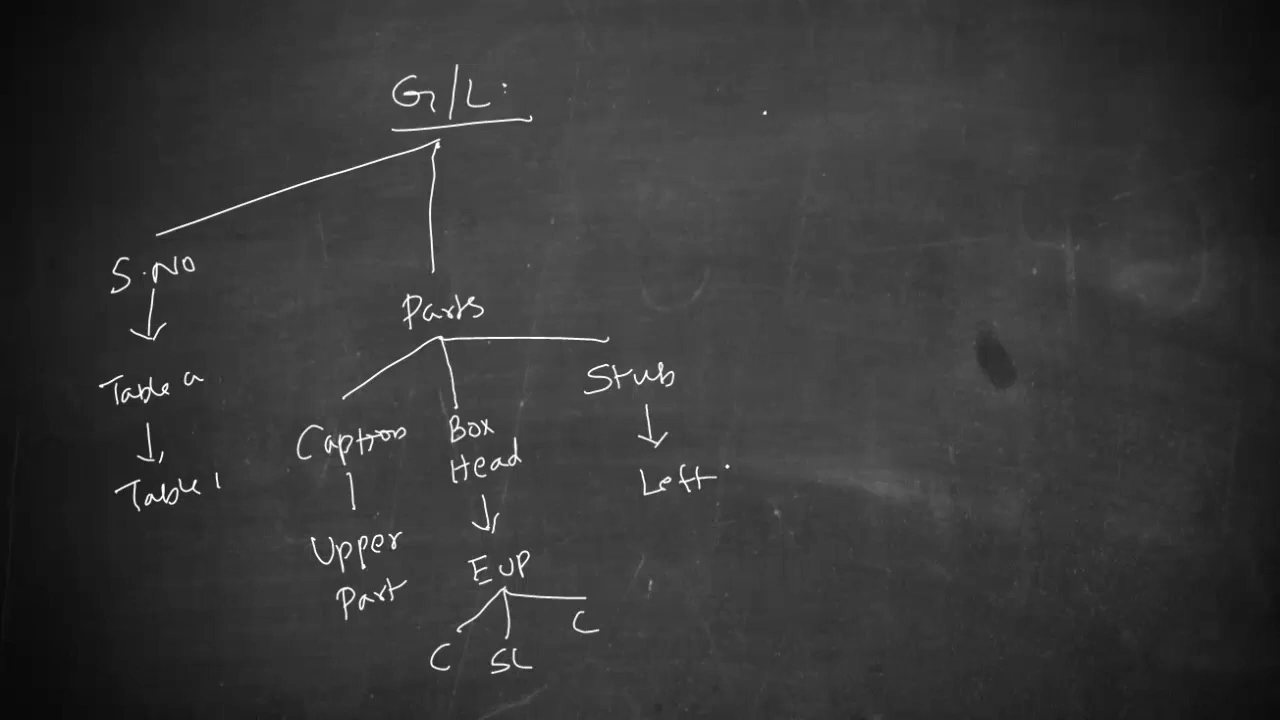 G/L:
S.NO
Parts
Table a
Stub
Caption
Box
Head
Left
Table 1
Upper
Part
EUP
C
SL
C